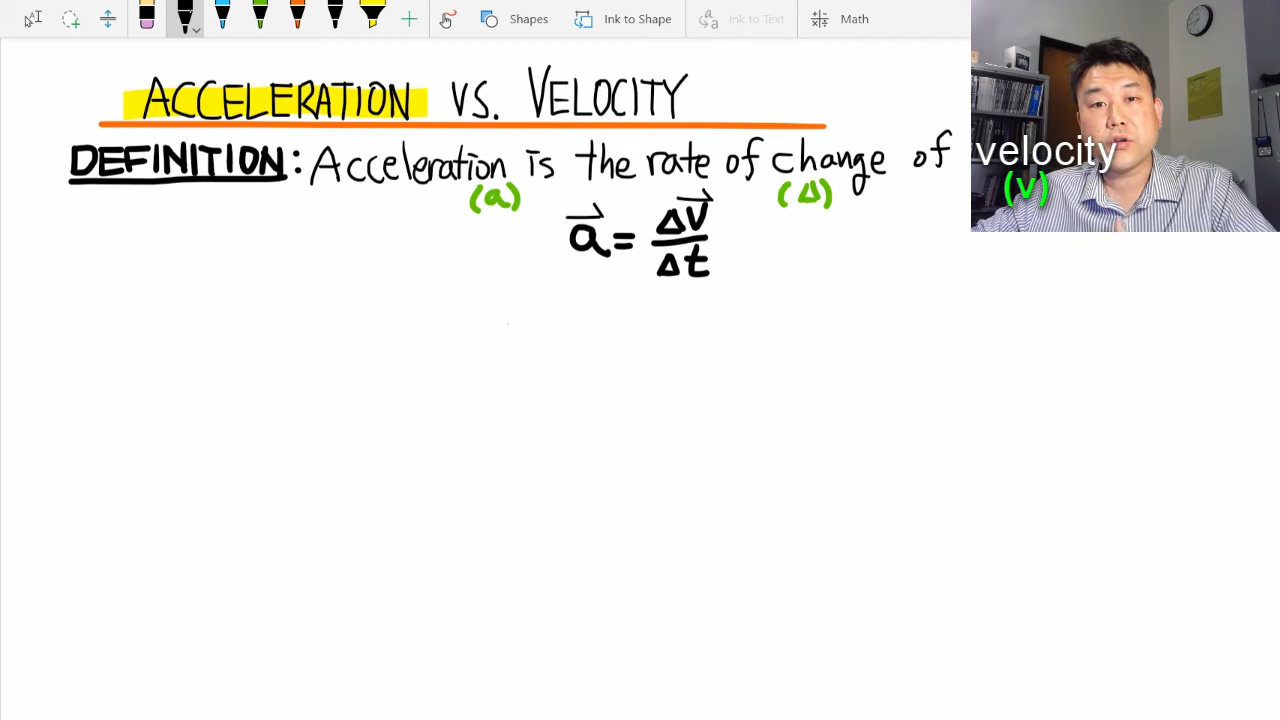 Shapes Ink to Shape Ink to Text Math
ACCELERATION VS. VELOCITY
DEFINITION: Acceleration is the rate of change of velocity
(a) (Δ) (v)
a⃗ = Δv⃗/Δt